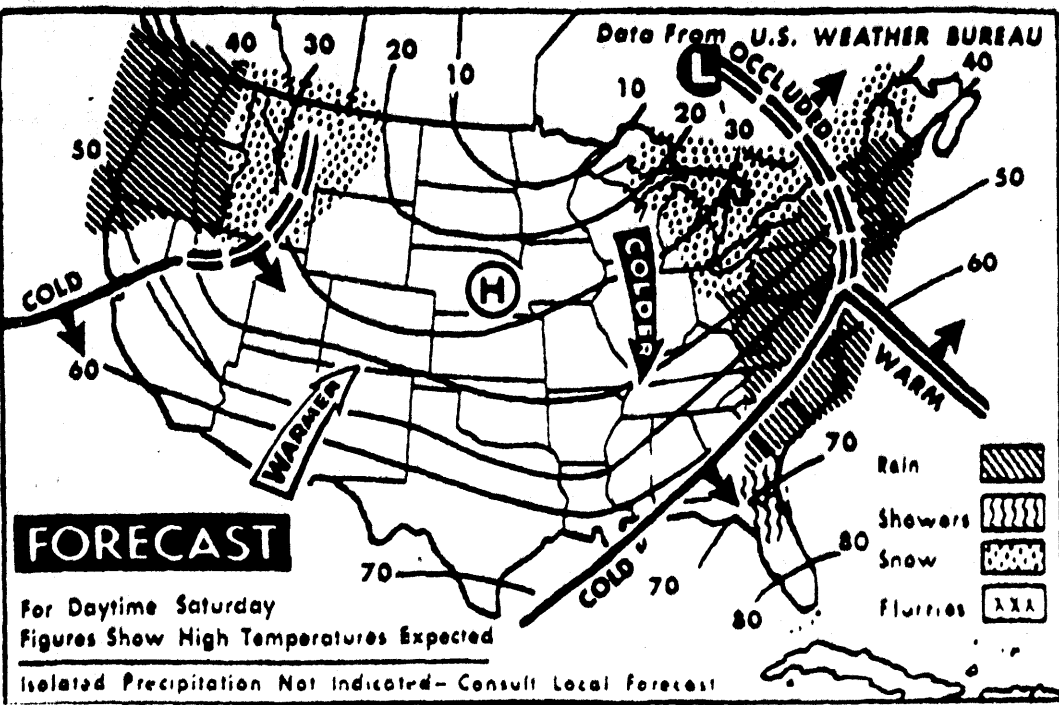 Data From U.S. WEATHER BUREAU
40 30 20 10
L OCCLUDED
40
10
20
30
50
50
COLDER
H
60
COLD
60
WARM
WARMER
70
Rain
FORECAST
Showers
80
Snow
70
COLD
70
80
Flurries
For Daytime Saturday
Figures Show High Temperatures Expected
Isolated Precipitation Not Indicated- Consult Local Forecast